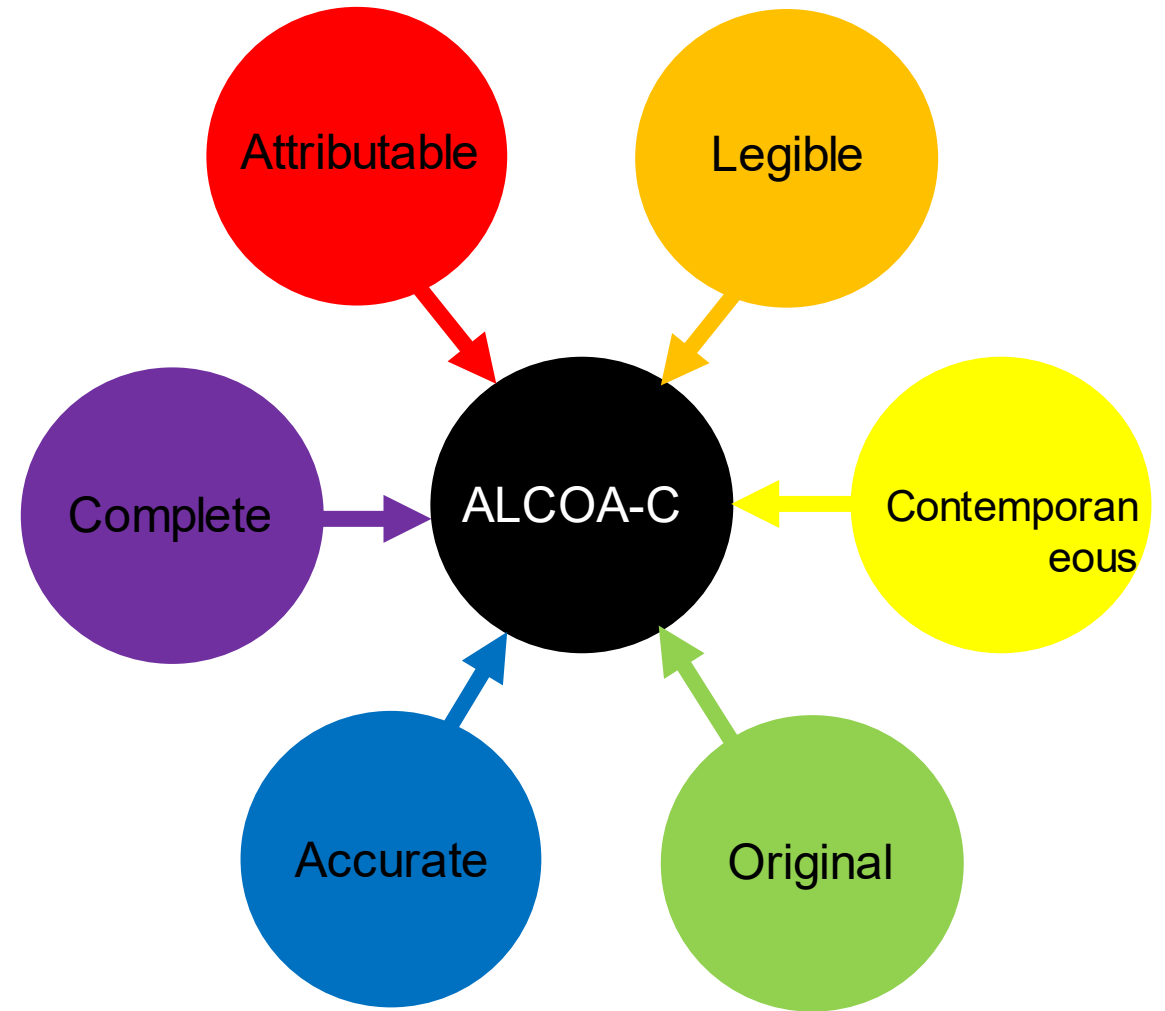 Attributable
Legible
Complete
ALCOA-C
Contemporan
eous
Accurate
Original